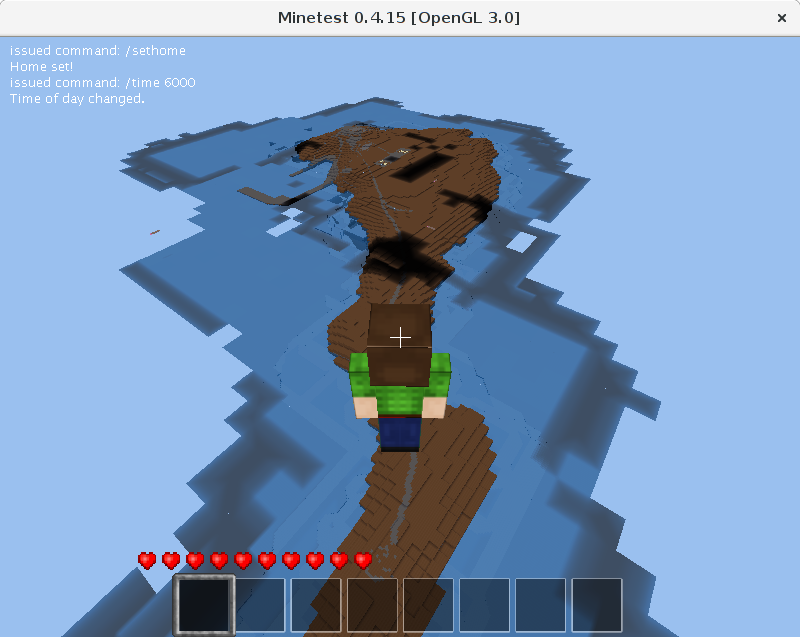 Minetest 0.4.15 [OpenGL 3.0]
issued command: /sethome
Home set!
issued command: /time 6000
Time of day changed.